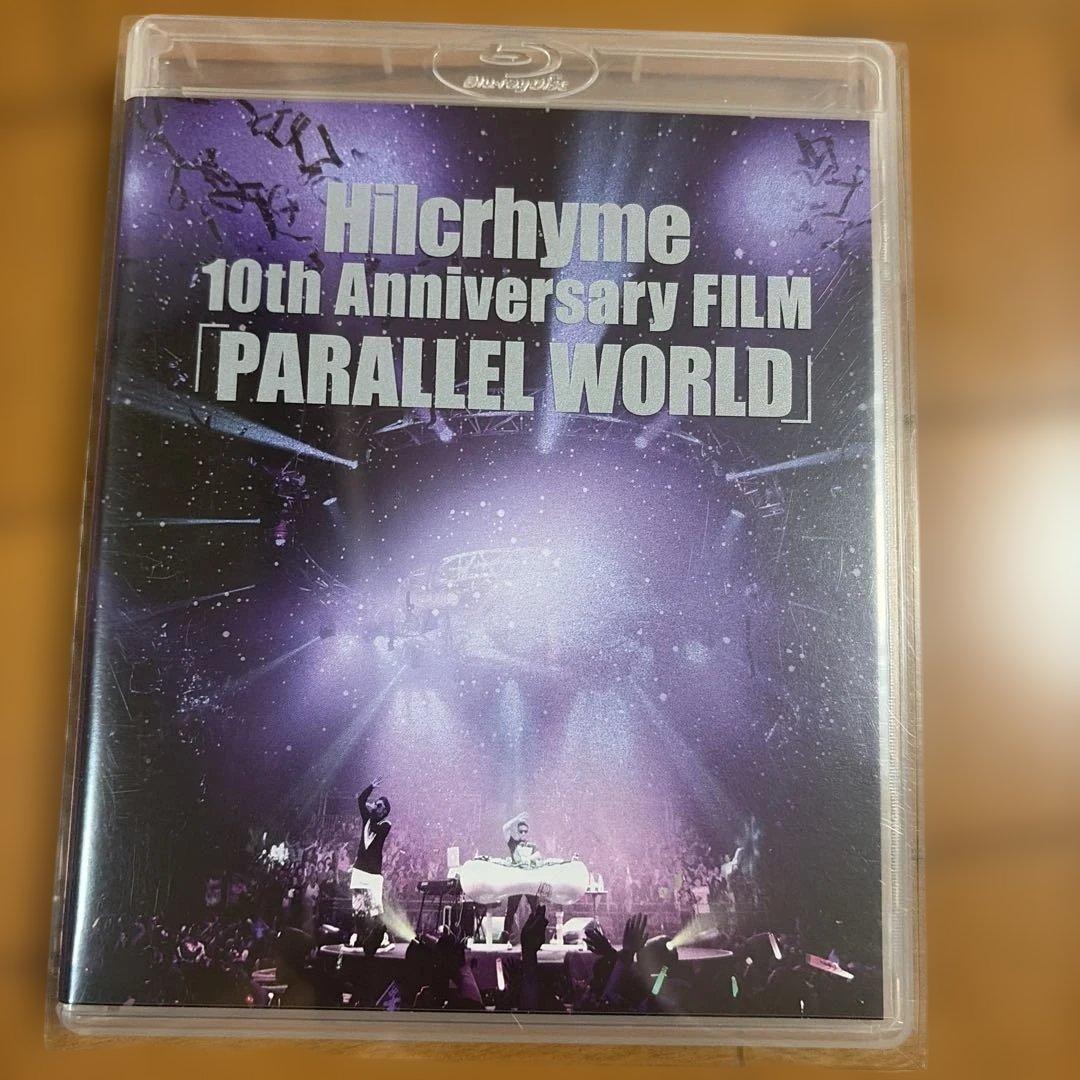 Blu-ray Disc
Hilcrhyme
10th Anniversary FILM
「PARALLEL WORLD」